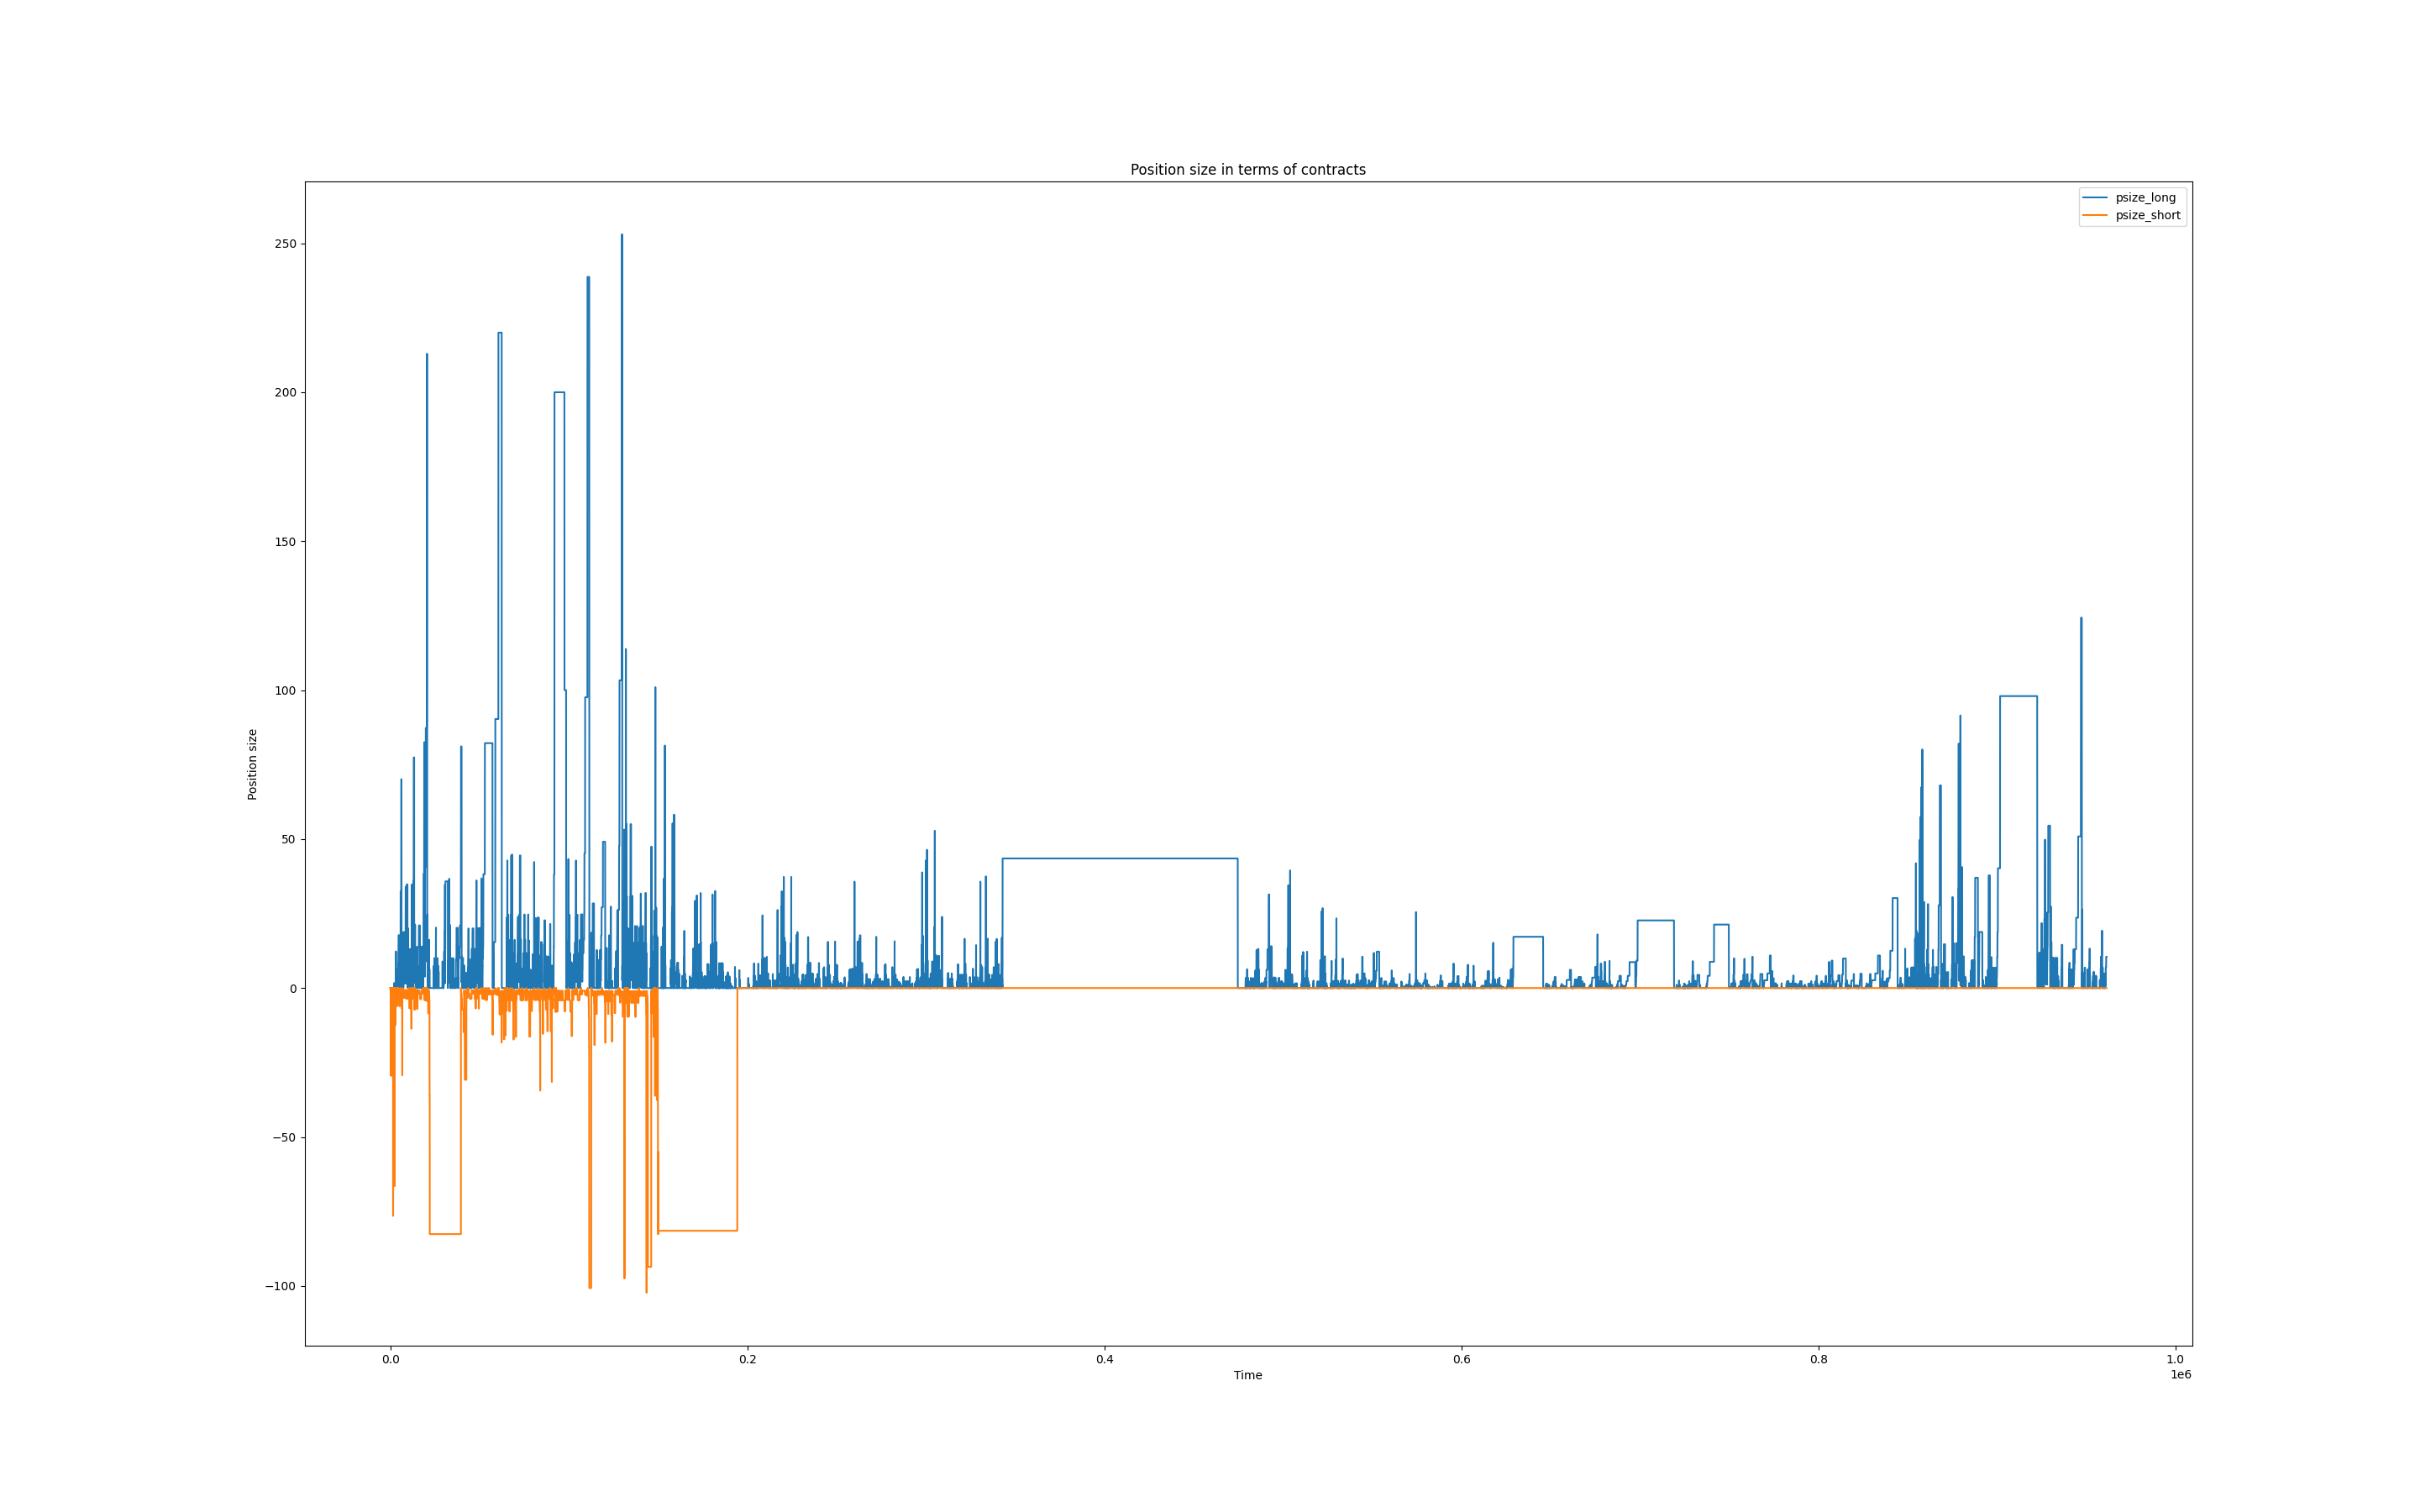 Position size in terms of contracts
psize_long
psize_short
250
200
150
100
50
0
−50
−100
Position size
0.0
0.2
0.4
0.6
0.8
1.0
1e6
Time